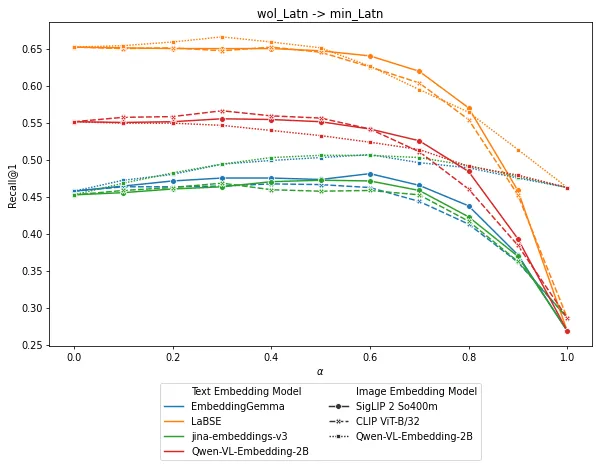 wol_Latn -> min_Latn
Recall@1
0.65
0.60
0.55
0.50
0.45
0.40
0.35
0.30
0.25
0.0 0.2 0.4 0.6 0.8 1.0
α
Text Embedding Model Image Embedding Model
EmbeddingGemma SigLIP 2 So400m
LaBSE CLIP ViT-B/32
jina-embeddings-v3 Qwen-VL-Embedding-2B
Qwen-VL-Embedding-2B